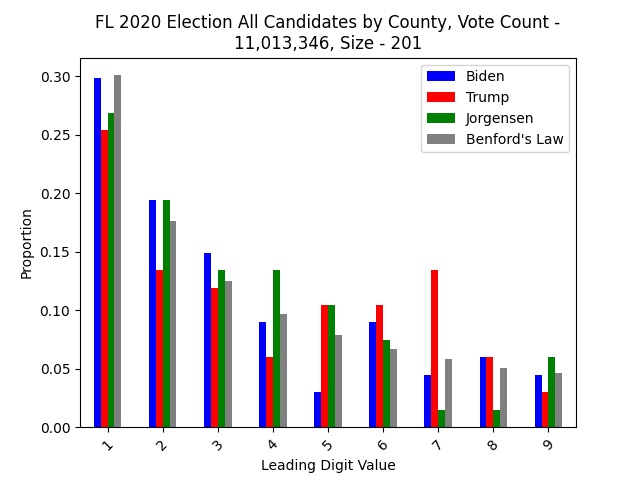 FL 2020 Election All Candidates by County, Vote Count -
11,013,346, Size - 201
Biden
Trump
Jorgensen
Benford's Law
Proportion
0.30
0.25
0.20
0.15
0.10
0.05
0.00
1 2 3 4 5 6 7 8 9
Leading Digit Value